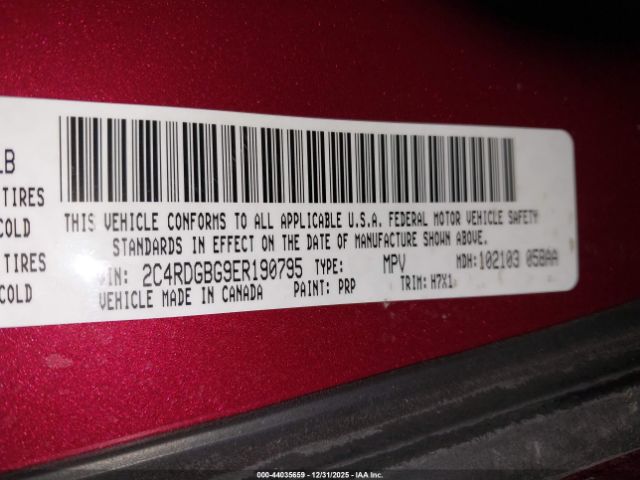 LB
TIRES
COLD
TIRES
COLD
THIS VEHICLE CONFORMS TO ALL APPLICABLE U.S.A. FEDERAL MOTOR VEHICLE SAFETY
STANDARDS IN EFFECT ON THE DATE OF MANUFACTURE SHOWN ABOVE.
IN: 2C4RDGBG9ER190795 TYPE: MPV MDH:102103 058AA
VEHICLE MADE IN CANADA PAINT: PRP TRIM: H7X1
000-44035659 - 12/31/2025 - IAA Inc.